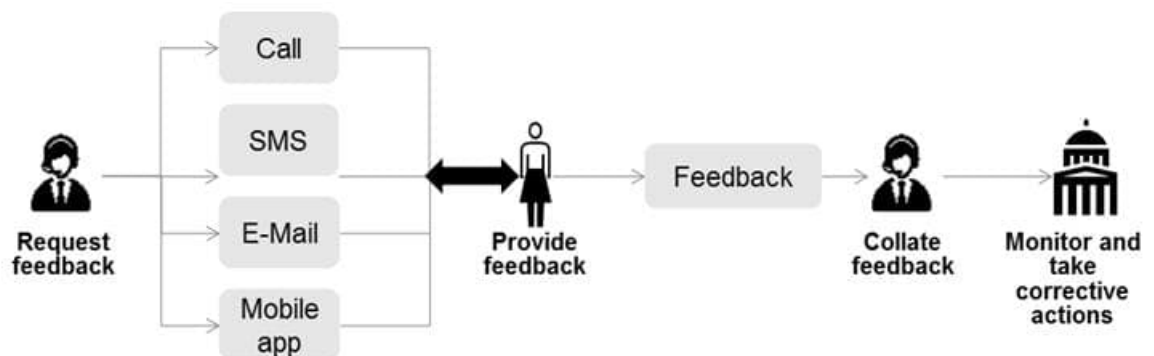 Call
SMS
E-Mail
Mobile
app
Request
feedback
Provide
feedback
Feedback
Collate
feedback
Monitor and
take
corrective
actions